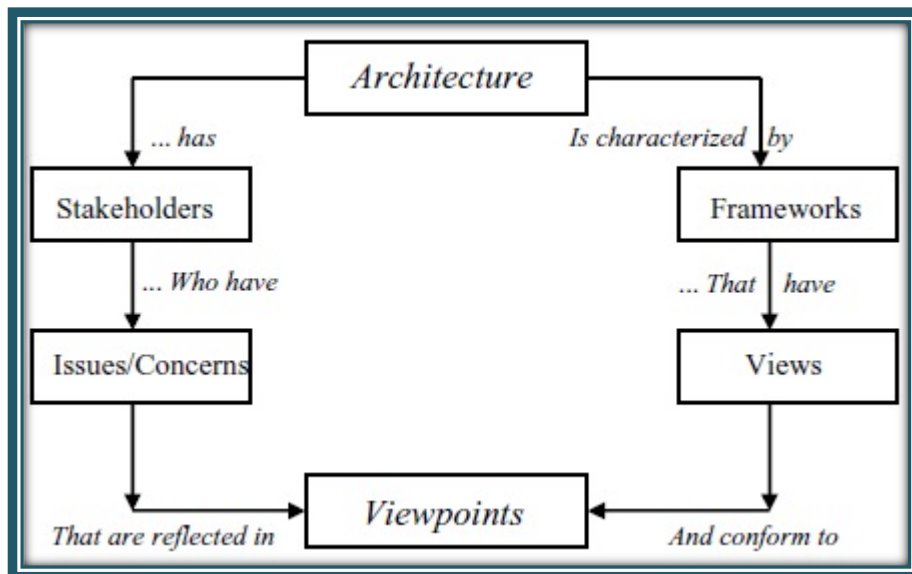 Architecture
... has
Is characterized by
Stakeholders
Frameworks
... Who have
... That have
Issues/Concerns
Views
Viewpoints
That are reflected in
And conform to